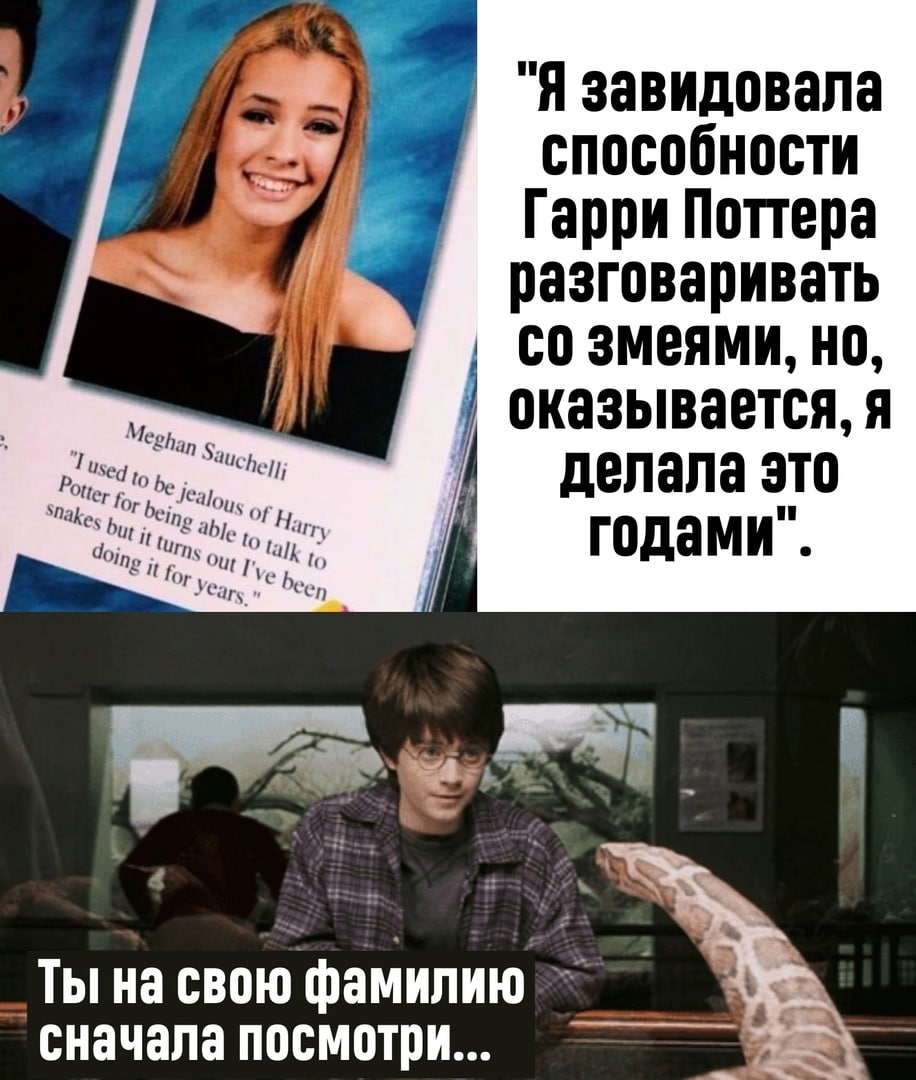 Meghan Sauchelli
"I used to be jealous of Harry
Potter for being able to talk to
snakes but it turns out I've been
doing it for years."
"Я завидовала
способности
Гарри Поттера
разговаривать
со змеями, но,
оказывается, я
делала это
годами".
Ты на свою фамилию
сначала посмотри...